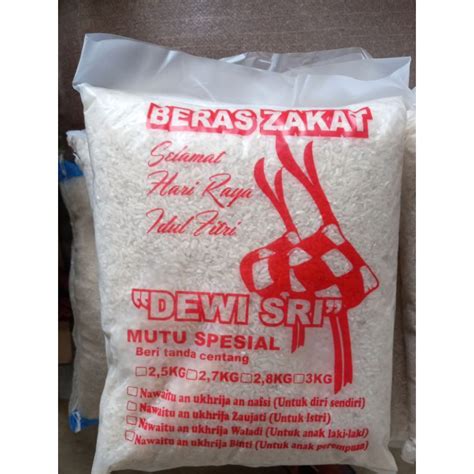 BERAS ZAKAT
Selamat
Hari Raya
Idul Fitri
"DEWI SRI"
MUTU SPESIAL
Beri tanda centang
2,5KG 2,7KG 2,8KG 3KG
Nawaitu an ukhrija an naisi (Untuk diri sendiri)
Nawaitu an ukhrija Zaujati (Untuk Istri)
Nawaitu an ukhrija Waladi (Untuk anak laki-laki)
Nawaitu an ukhrija Binti (Untuk anak perempuan)